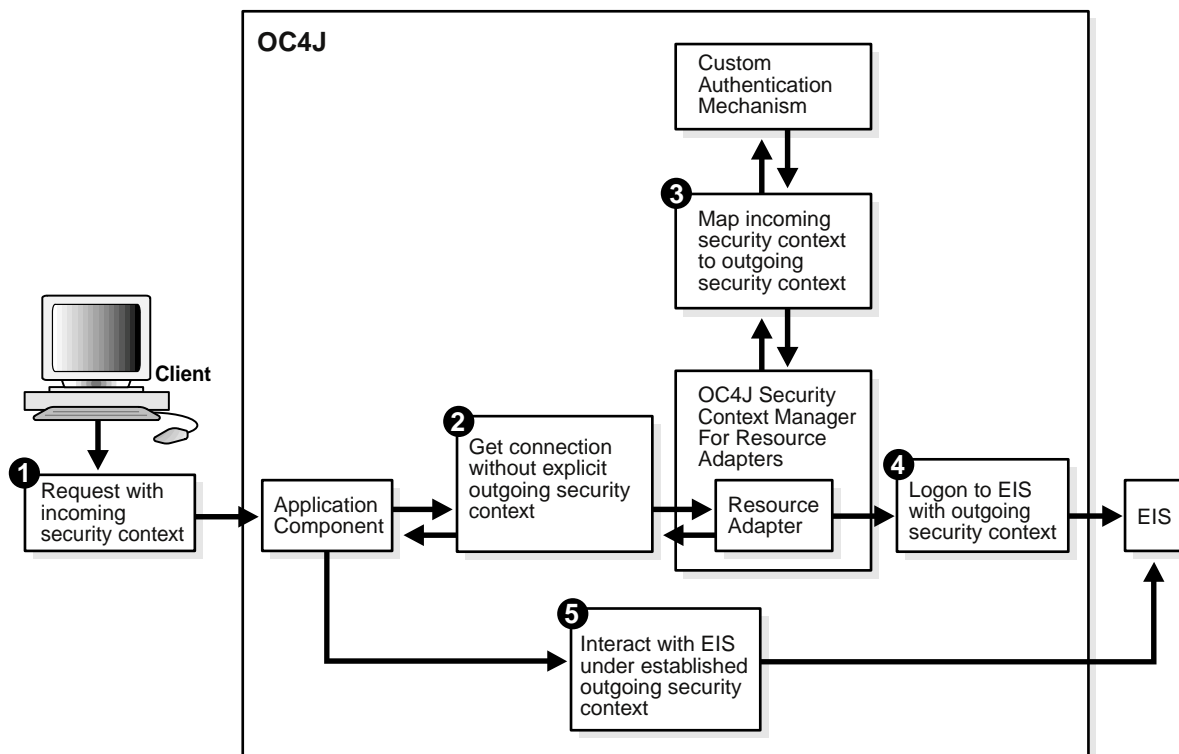 OC4J
Custom
Authentication
Mechanism
3
Map incoming
security context
to outgoing
security context
Client
1
Request with
incoming
security context
Application
Component
2
Get connection
without explicit
outgoing security
context
OC4J Security
Context Manager
For Resource
Adapters
Resource
Adapter
4
Logon to EIS
with outgoing
security context
EIS
5
Interact with EIS
under established
outgoing security
context